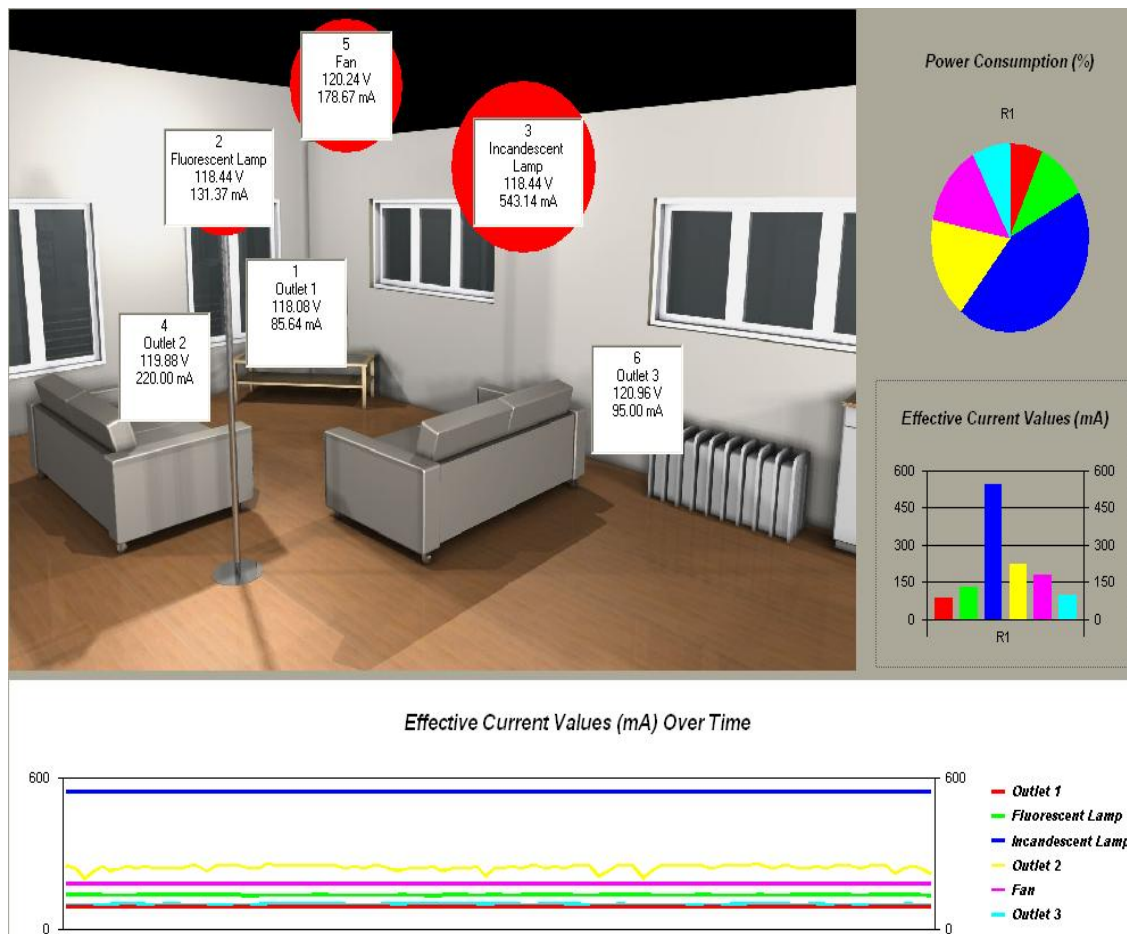 5
Fan
120.24 V
178.67 mA
2
Fluorescent Lamp
118.44 V
131.37 mA
3
Incandescent
Lamp
118.44 V
543.14 mA
1
Outlet 1
118.08 V
85.64 mA
4
Outlet 2
119.88 V
220.00 mA
6
Outlet 3
120.96 V
95.00 mA
Power Consumption (%)
R1
Effective Current Values (mA)
600 600
450 450
300 300
150 150
0 0
R1
Effective Current Values (mA) Over Time
600 600
0 0
Outlet 1
Fluorescent Lamp
Incandescent Lamp
Outlet 2
Fan
Outlet 3